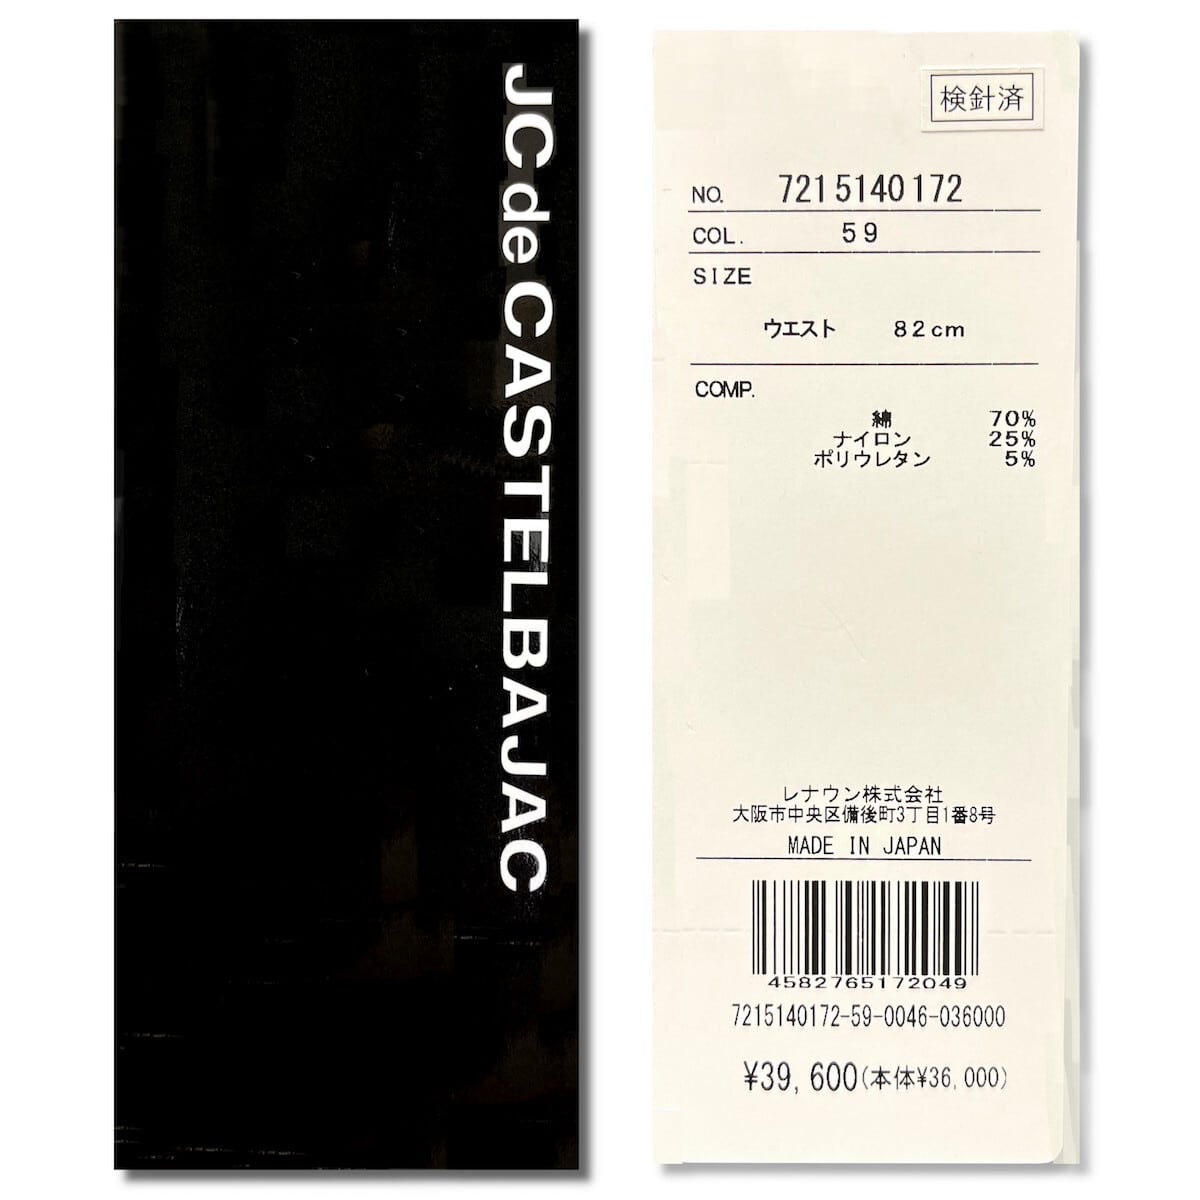 JC de CASTELBAJAC
検針済
NO. 7215140172
COL. 59
SIZE
ウエスト 82cm
COMP.
綿 70%
ナイロン 25%
ポリウレタン 5%
レナウン株式会社
大阪市中央区備後町3丁目1番8号
MADE IN JAPAN
4582765172049
7215140172-59-0046-036000
¥39,600(本体¥36,000)